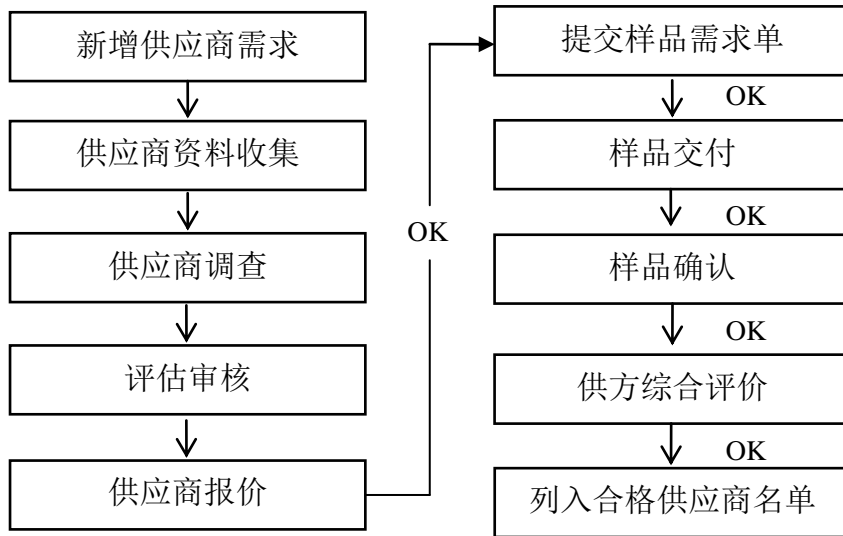 新增供应商需求
供应商资料收集
供应商调查
评估审核
供应商报价
OK
提交样品需求单
OK
样品交付
OK
样品确认
OK
供方综合评价
OK
列入合格供应商名单